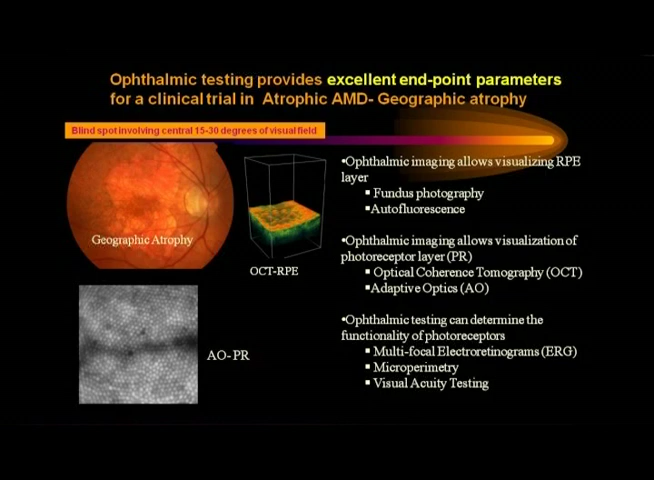 Ophthalmic testing provides excellent end-point parameters
for a clinical trial in Atrophic AMD- Geographic atrophy
Blind spot involving central 15-30 degrees of visual field
Geographic Atrophy
OCT-RPE
AO- PR
•Ophthalmic imaging allows visualizing RPE
layer
▪ Fundus photography
▪Autofluorescence
•Ophthalmic imaging allows visualization of
photoreceptor layer (PR)
▪ Optical Coherence Tomography (OCT)
▪Adaptive Optics (AO)
•Ophthalmic testing can determine the
functionality of photoreceptors
▪ Multi-focal Electroretinograms (ERG)
▪ Microperimetry
▪ Visual Acuity Testing